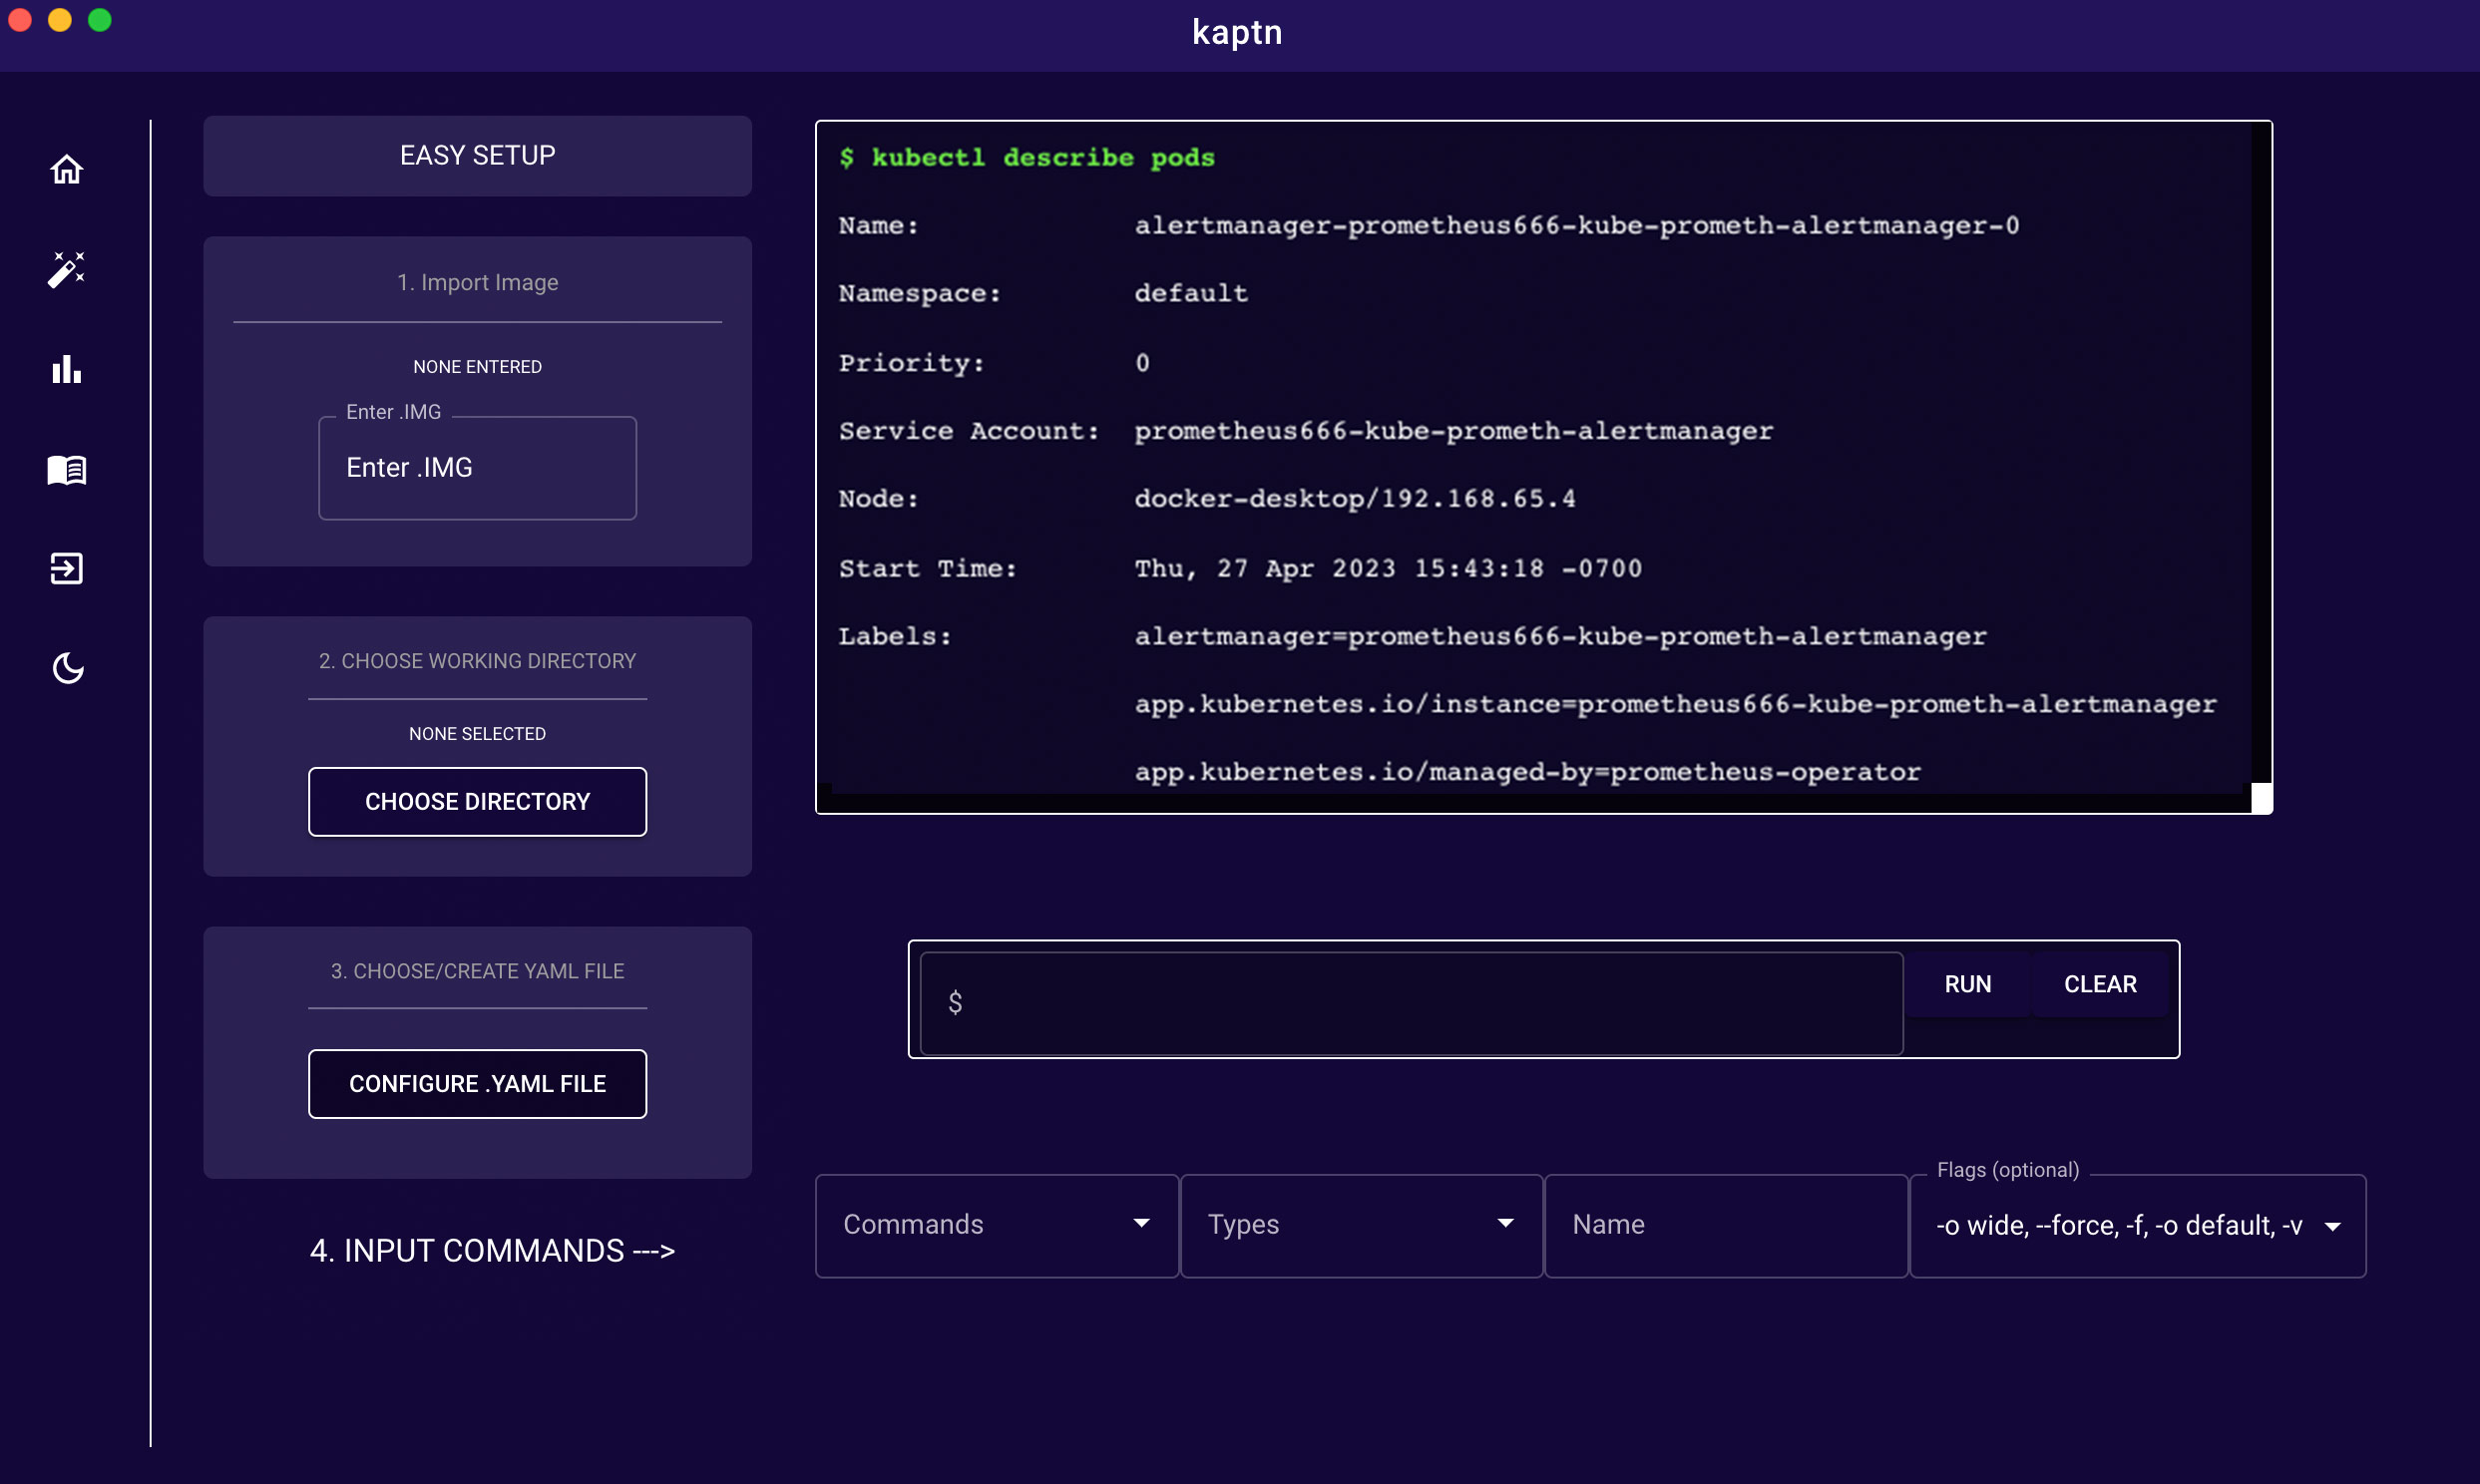 kaptn
EASY SETUP
1. Import Image
NONE ENTERED
Enter .IMG
Enter .IMG
2. CHOOSE WORKING DIRECTORY
NONE SELECTED
CHOOSE DIRECTORY
3. CHOOSE/CREATE YAML FILE
CONFIGURE .YAML FILE
4. INPUT COMMANDS --->
$ kubectl describe pods
Name: alertmanager-prometheus666-kube-prometh-alertmanager-0
Namespace: default
Priority: 0
Service Account: prometheus666-kube-prometh-alertmanager
Node: docker-desktop/192.168.65.4
Start Time: Thu, 27 Apr 2023 15:43:18 -0700
Labels: alertmanager=prometheus666-kube-prometh-alertmanager
app.kubernetes.io/instance=prometheus666-kube-prometh-alertmanager
app.kubernetes.io/managed-by=prometheus-operator
$ RUN CLEAR
Flags (optional)
Commands Types Name -o wide, --force, -f, -o default, -v